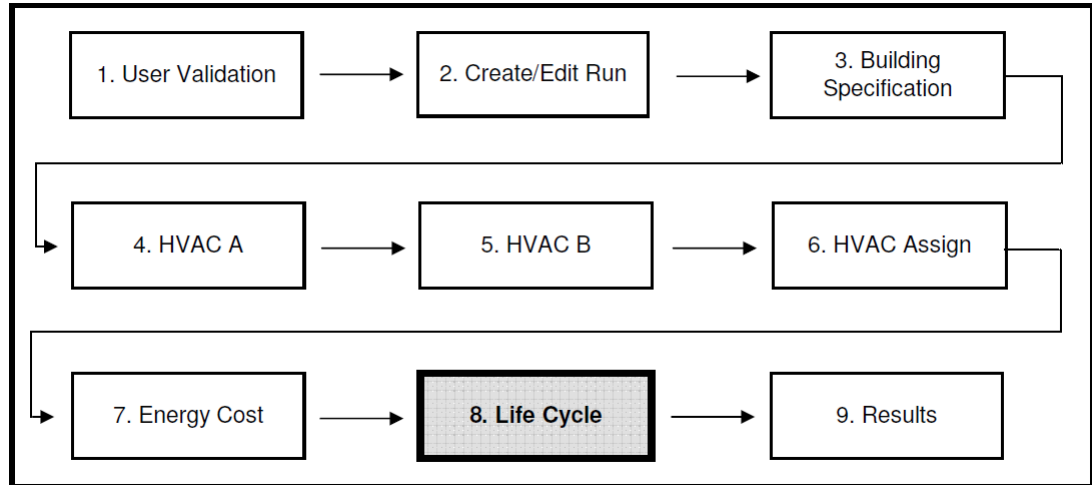 1. User Validation
2. Create/Edit Run
3. Building
Specification
4. HVAC A
5. HVAC B
6. HVAC Assign
7. Energy Cost
8. Life Cycle
9. Results